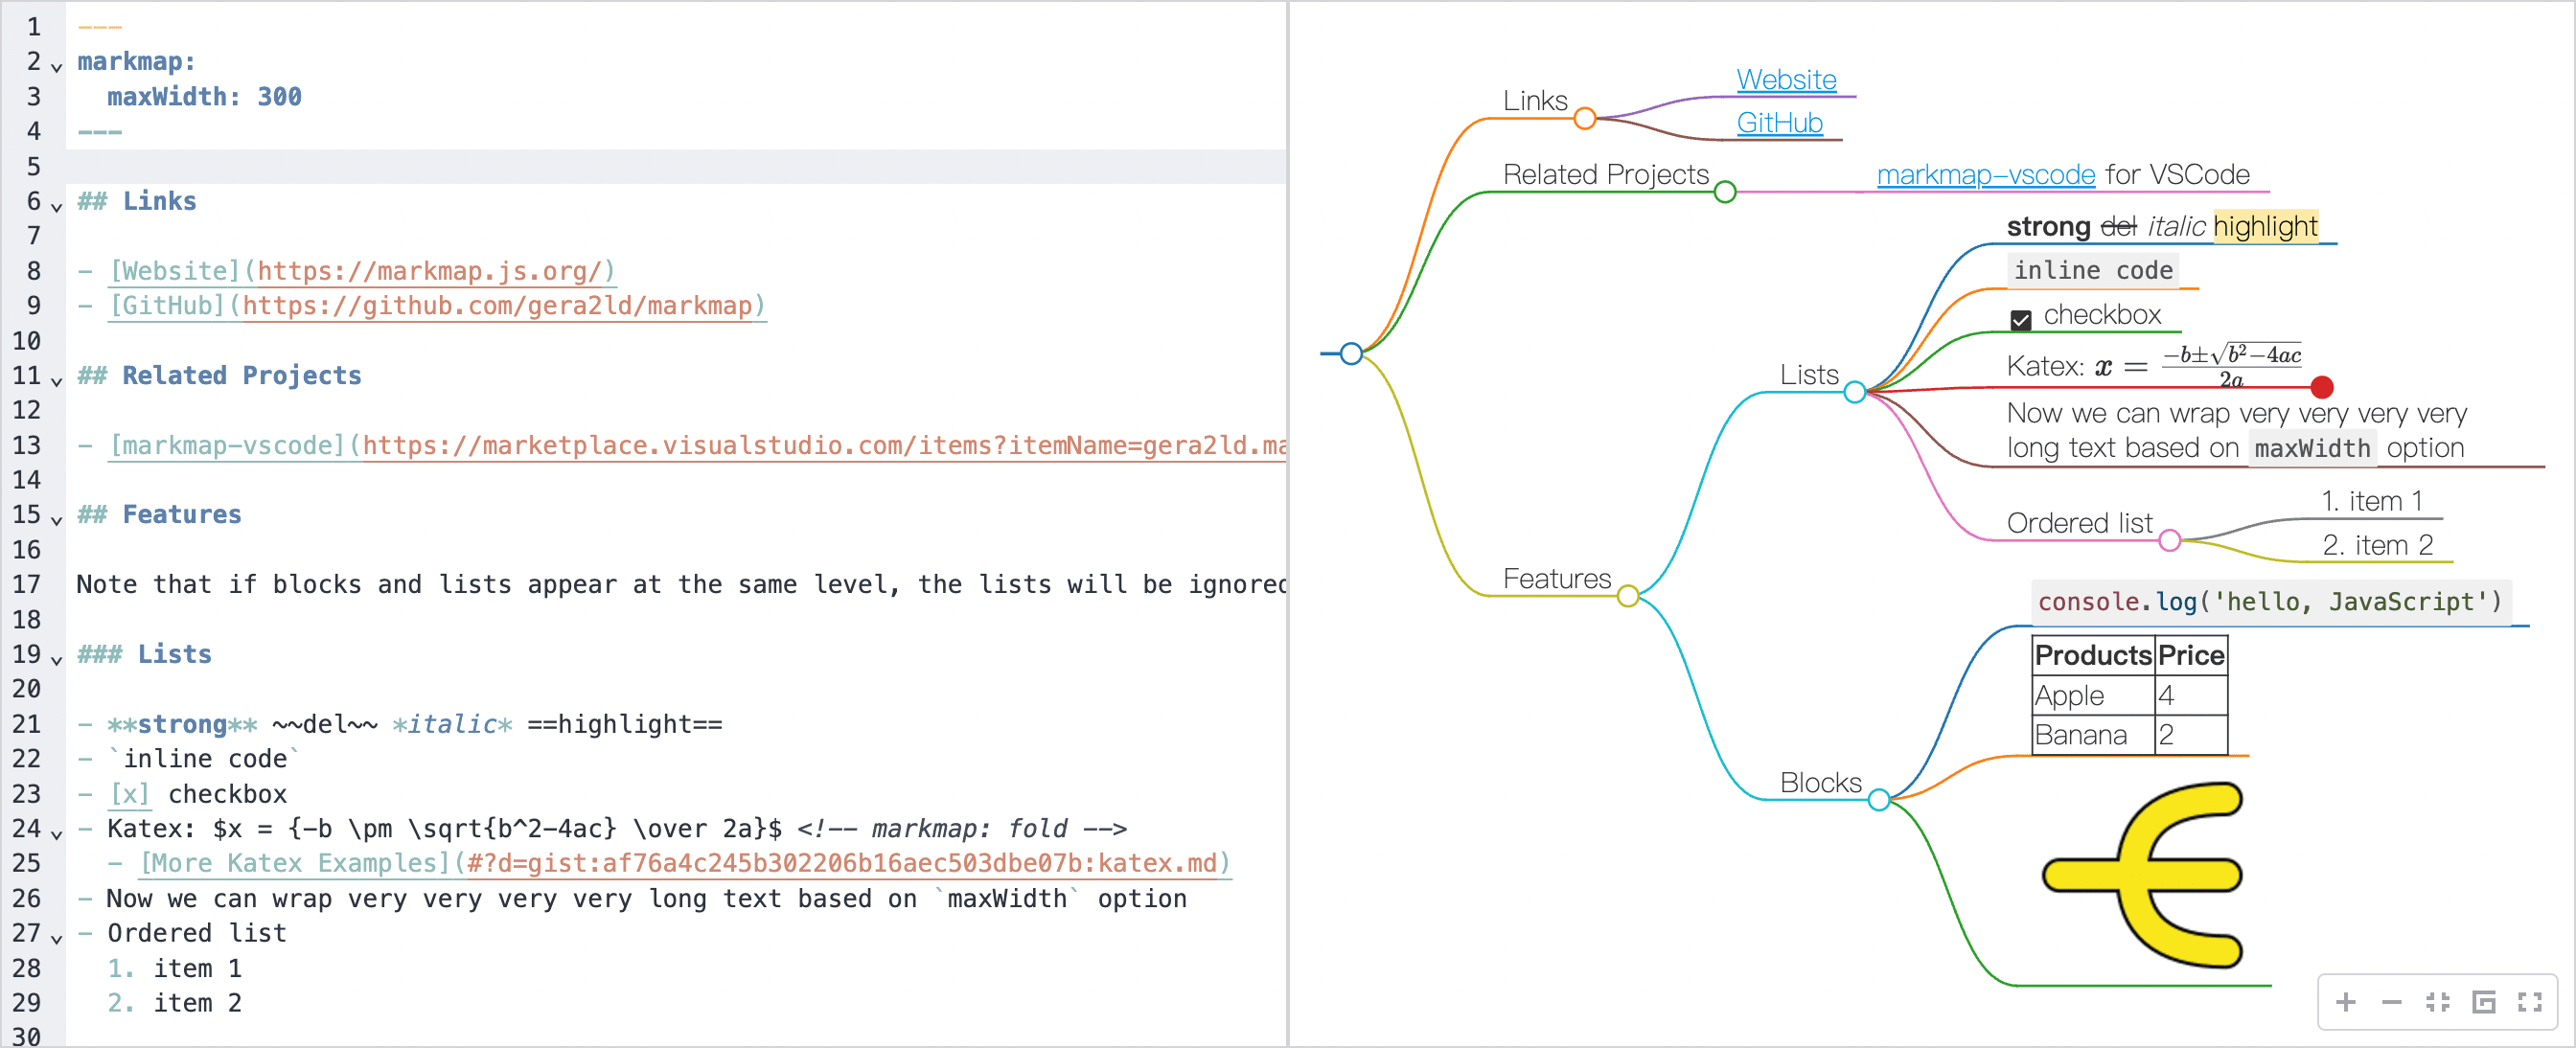 1 ---
2 markmap:
3   maxWidth: 300
4 ---
5
6 ## Links
7
8 - [Website](https://markmap.js.org/)
9 - [GitHub](https://github.com/gera2ld/markmap)
10
11 ## Related Projects
12
13 - [markmap-vscode](https://marketplace.visualstudio.com/items?itemName=gera2ld.ma
14
15 ## Features
16
17 Note that if blocks and lists appear at the same level, the lists will be ignored
18
19 ### Lists
20
21 - **strong** ~~del~~ *italic* ==highlight==
22 - `inline code`
23 - [x] checkbox
24 - Katex: $x = {-b \pm \sqrt{b^2-4ac} \over 2a}$ <!-- markmap: fold -->
25   - [More Katex Examples](#?d=gist:af76a4c245b302206b16aec503dbe07b:katex.md)
26 - Now we can wrap very very very very long text based on `maxWidth` option
27 - Ordered list
28   1. item 1
29   2. item 2
30
Links
Website
GitHub
Related Projects
markmap-vscode for VSCode
Features
Lists
strong del italic highlight
inline code
checkbox
Katex: x = −b±√b²−4ac / 2a
Now we can wrap very very very very
long text based on maxWidth option
Ordered list
1. item 1
2. item 2
Blocks
console.log('hello, JavaScript')
Products Price
Apple 4
Banana 2